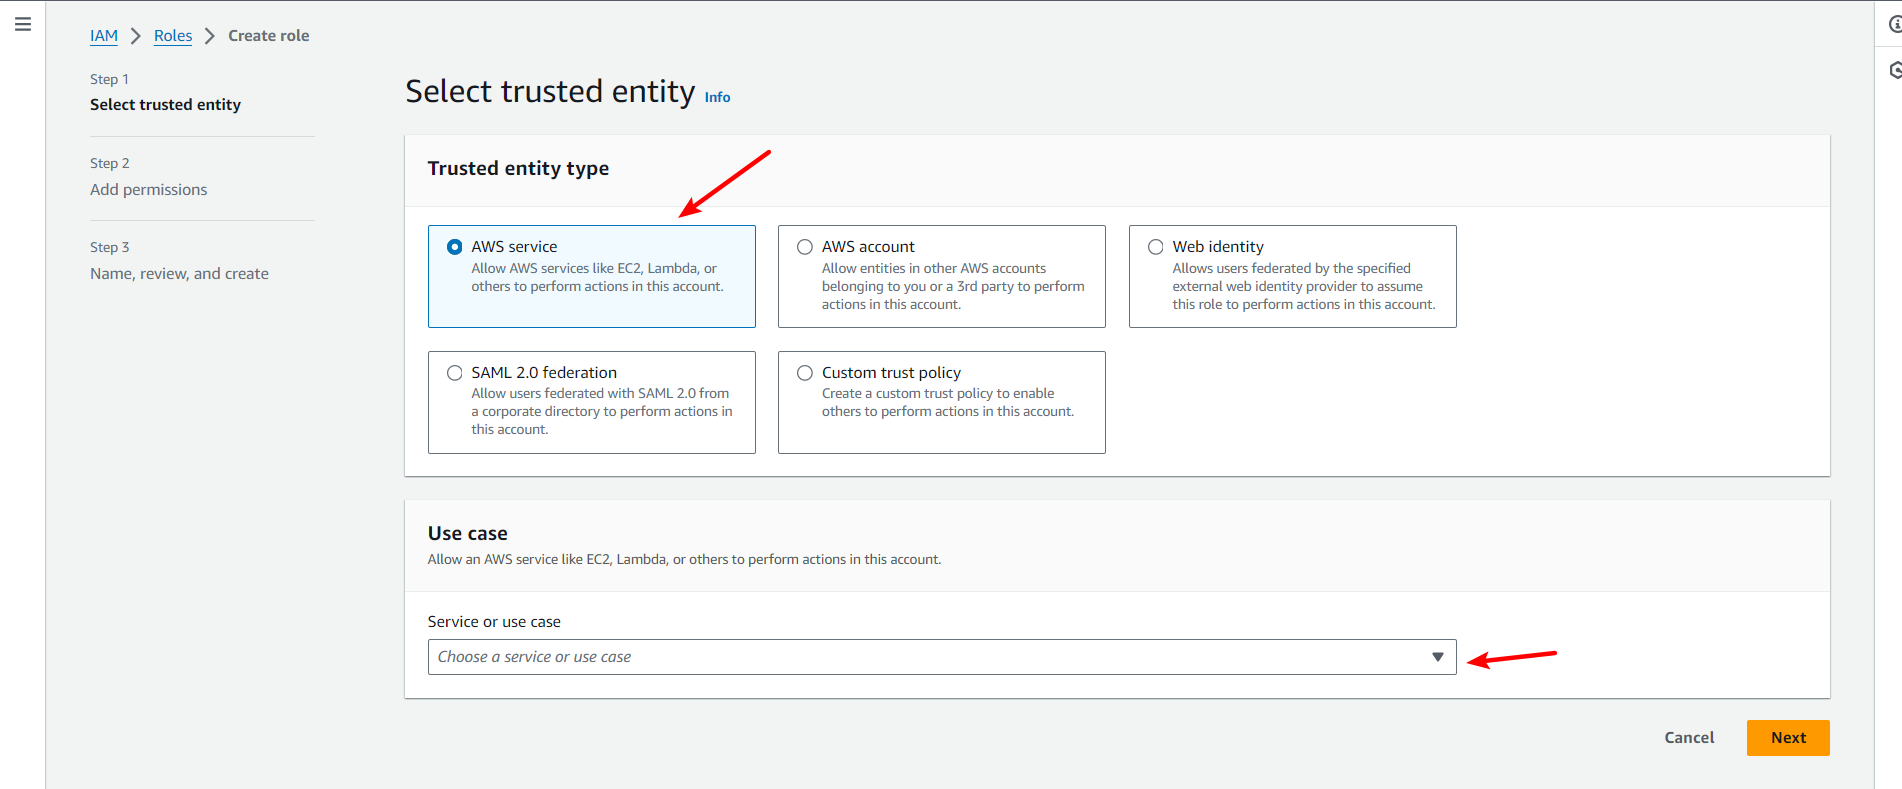 IAM > Roles > Create role
Step 1
Select trusted entity
Step 2
Add permissions
Step 3
Name, review, and create
Select trusted entity Info
Trusted entity type
AWS service
Allow AWS services like EC2, Lambda, or
others to perform actions in this account.
AWS account
Allow entities in other AWS accounts
belonging to you or a 3rd party to perform
actions in this account.
Web identity
Allows users federated by the specified
external web identity provider to assume
this role to perform actions in this account.
SAML 2.0 federation
Allow users federated with SAML 2.0 from
a corporate directory to perform actions in
this account.
Custom trust policy
Create a custom trust policy to enable
others to perform actions in this account.
Use case
Allow an AWS service like EC2, Lambda, or others to perform actions in this account.
Service or use case
Choose a service or use case
Cancel
Next